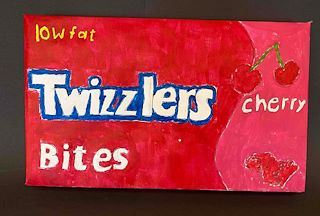 low fat
Twizzlers
cherry
Bites